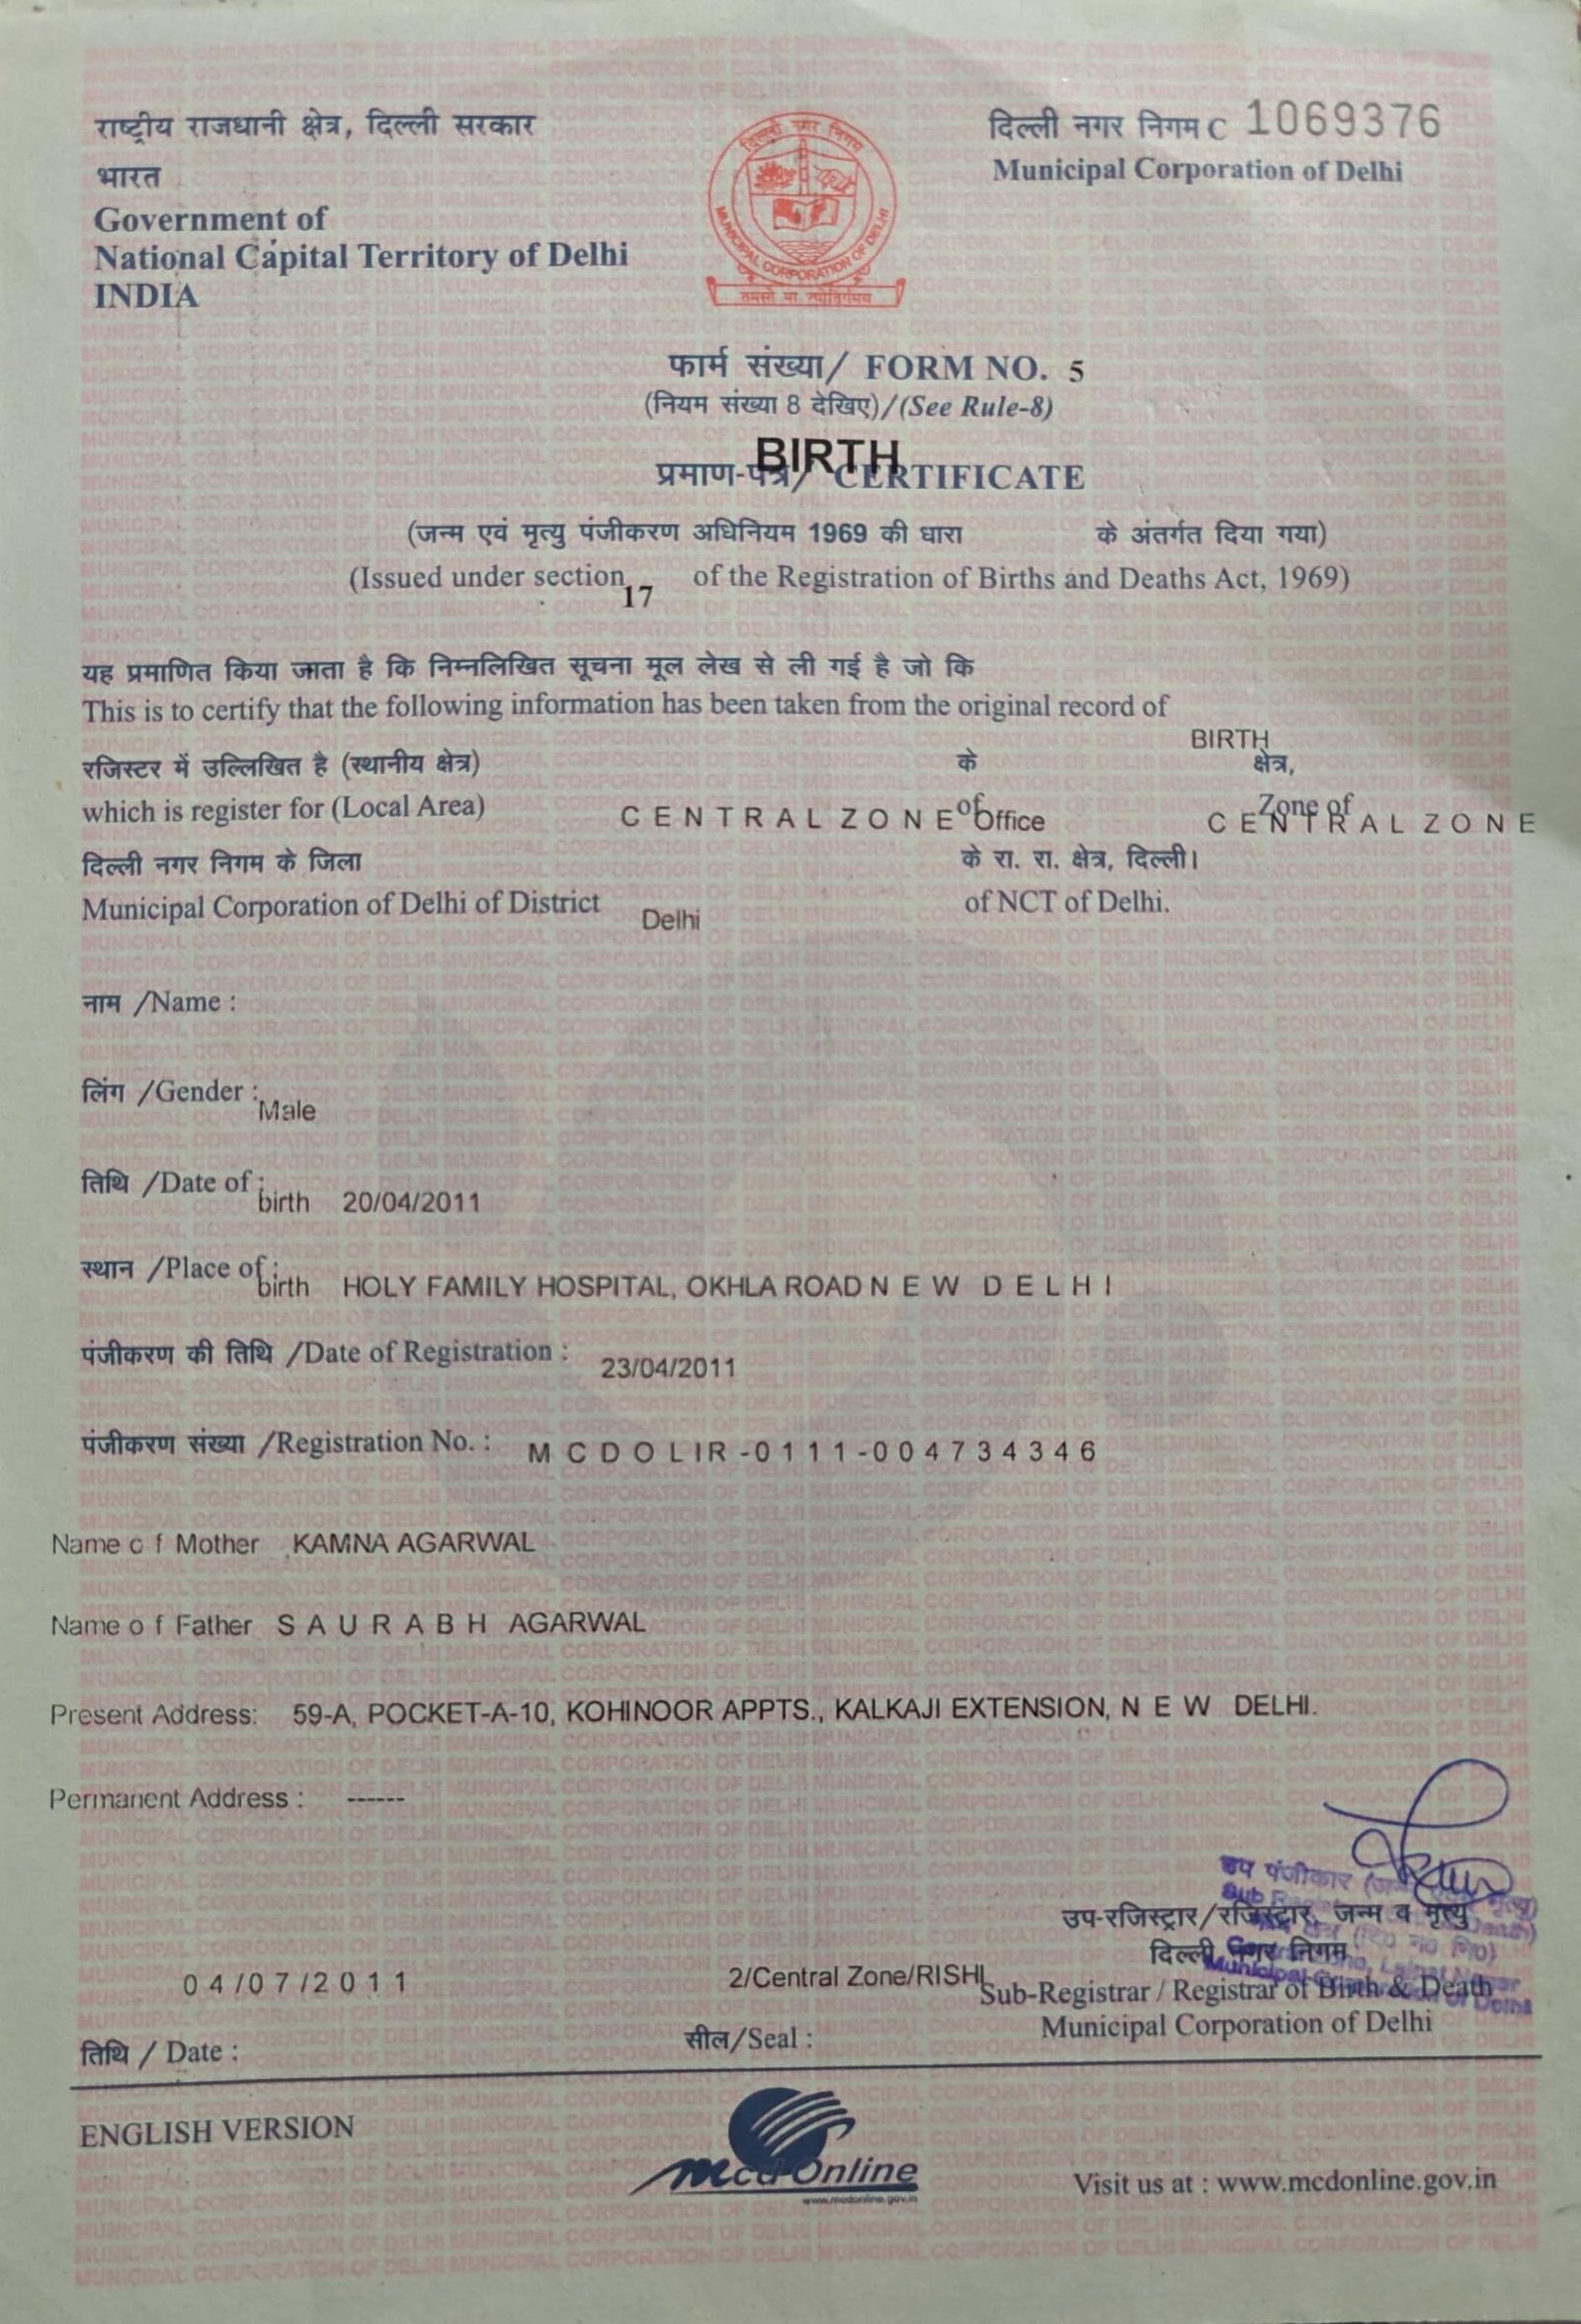 राष्ट्रीय राजधानी क्षेत्र, दिल्ली सरकार
भारत
Government of
National Capital Territory of Delhi
INDIA
दिल्ली नगर निगम
MUNICIPAL CORPORATION OF DELHI
तमसो मा ज्योतिर्गमय
दिल्ली नगर निगम C 1069376
Municipal Corporation of Delhi
फार्म संख्या/ FORM NO. 5
(नियम संख्या 8 देखिए)/(See Rule-8)
BIRTH
प्रमाण-पत्र/ CERTIFICATE
(जन्म एवं मृत्यु पंजीकरण अधिनियम 1969 की धारा के अंतर्गत दिया गया)
(Issued under section 17 of the Registration of Births and Deaths Act, 1969)
यह प्रमाणित किया जाता है कि निम्नलिखित सूचना मूल लेख से ली गई है जो कि
This is to certify that the following information has been taken from the original record of
BIRTH
रजिस्टर में उल्लिखित है (स्थानीय क्षेत्र) के क्षेत्र,
which is register for (Local Area) CENTRAL ZONE of Office Zone of CENTRAL ZONE
दिल्ली नगर निगम के जिला के रा. रा. क्षेत्र, दिल्ली।
Municipal Corporation of Delhi of District Delhi of NCT of Delhi.
नाम /Name :
लिंग /Gender : Male
तिथि /Date of : birth 20/04/2011
स्थान /Place of : birth HOLY FAMILY HOSPITAL, OKHLA ROAD NEW DELHI
पंजीकरण की तिथि /Date of Registration : 23/04/2011
पंजीकरण संख्या /Registration No. : MCDOLIR-0111-004734346
Name of Mother KAMNA AGARWAL
Name of Father SAURABH AGARWAL
Present Address: 59-A, POCKET-A-10, KOHINOOR APPTS., KALKAJI EXTENSION, NEW DELHI.
Permanent Address : ------
उप पंजीकार
उप-रजिस्ट्रार/रजिस्ट्रार, जन्म व मृत्यु
दिल्ली नगर निगम
04/07/2011 2/Central Zone/RISHI
Sub-Registrar / Registrar of Birth & Death
Municipal Corporation of Delhi
तिथि / Date : सील/Seal :
ENGLISH VERSION
mcd Online
www.mcdonline.gov.in
Visit us at : www.mcdonline.gov.in